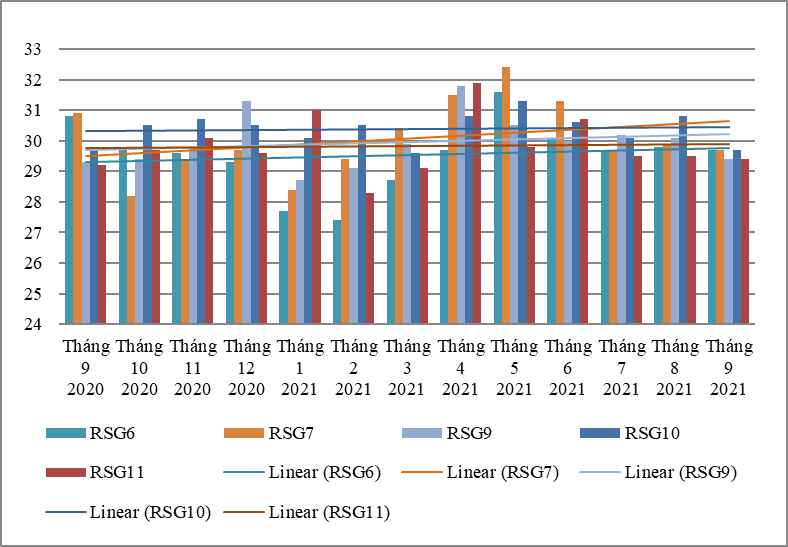 33
32
31
30
29
28
27
26
25
24
Tháng Tháng Tháng Tháng Tháng Tháng Tháng Tháng Tháng Tháng Tháng Tháng Tháng
9 10 11 12 1 2 3 4 5 6 7 8 9
2020 2020 2020 2020 2021 2021 2021 2021 2021 2021 2021 2021 2021
RSG6 RSG7 RSG9 RSG10
RSG11 Linear (RSG6) Linear (RSG7) Linear (RSG9)
Linear (RSG10) Linear (RSG11)